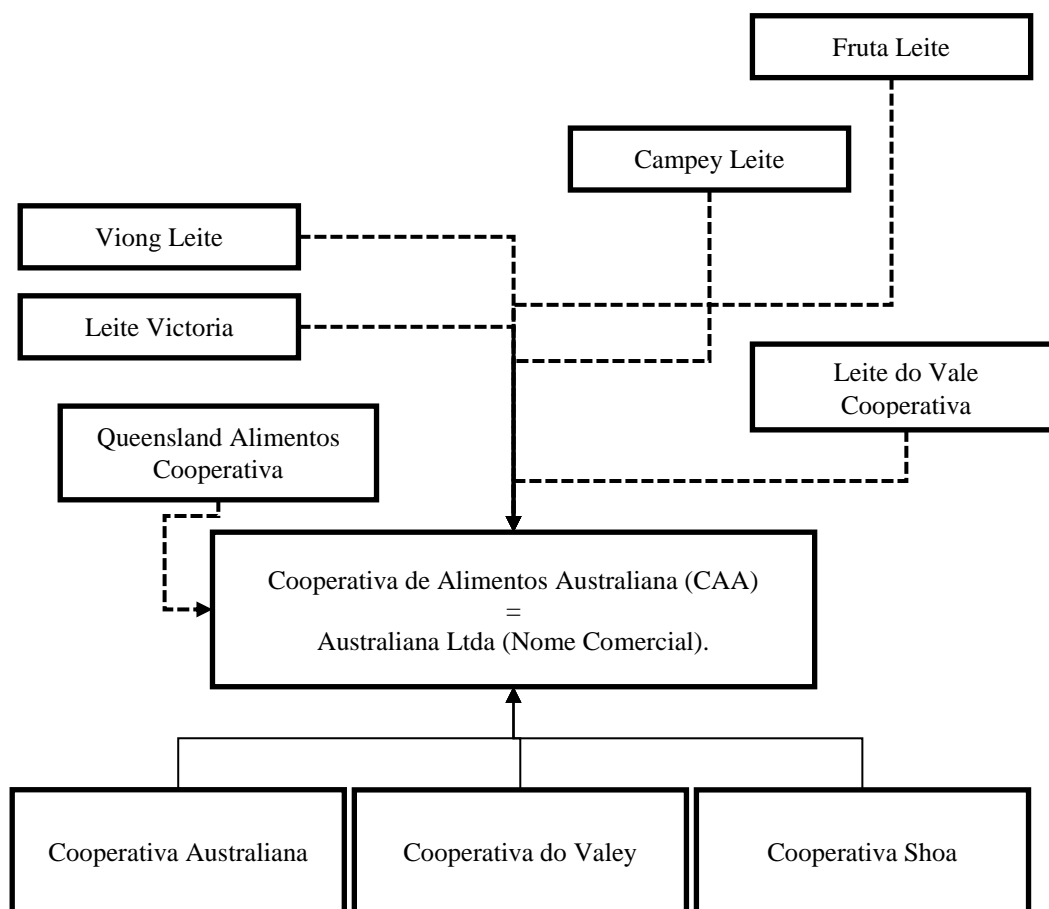 Fruta Leite
Campey Leite
Viong Leite
Leite Victoria
Leite do Vale
Cooperativa
Queensland Alimentos
Cooperativa
Cooperativa de Alimentos Australiana (CAA)
=
Australiana Ltda (Nome Comercial).
Cooperativa Australiana
Cooperativa do Valey
Cooperativa Shoa